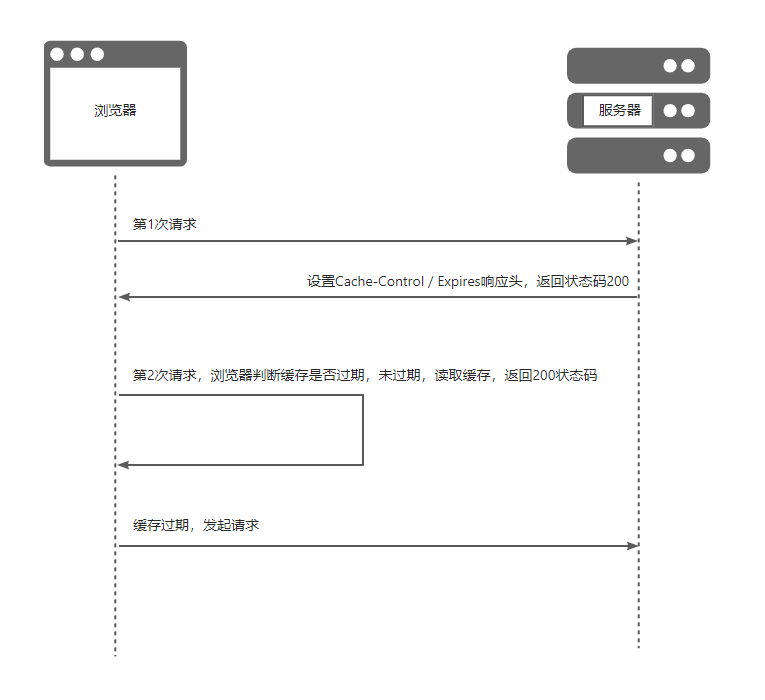 浏览器
服务器
第1次请求
设置Cache-Control / Expires响应头，返回状态码200
第2次请求，浏览器判断缓存是否过期，未过期，读取缓存，返回200状态码
缓存过期，发起请求